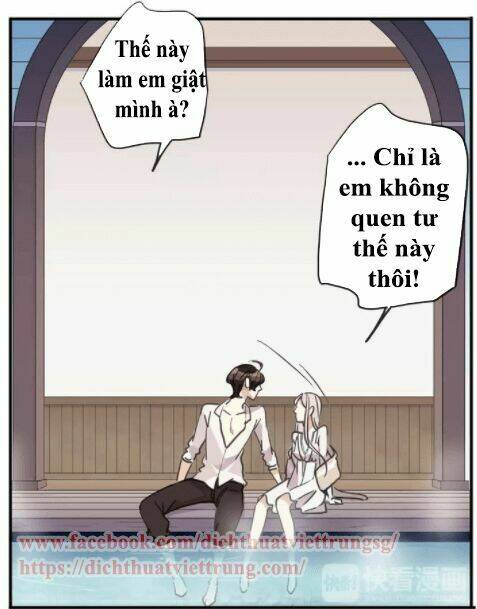 Thế này
làm em giật
mình à?
... Chỉ là
em không
quen tư
thế này
thôi!
www.facebook.com/dichthuatviettrungsg/
https://dichthuatviettrung.com/
快看漫画